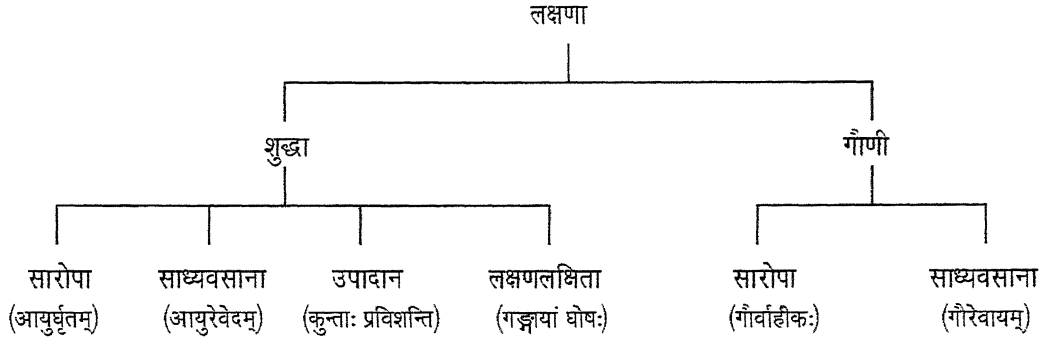 लक्षणा
शुद्धा गौणी
सारोपा साध्यवसाना उपादान लक्षणलक्षिता सारोपा साध्यवसाना
(आयुर्घृतम्) (आयुरेवेदम्) (कुन्ताः प्रविशन्ति) (गङ्गायां घोषः) (गौर्वाहीकः) (गौरेवायम्)